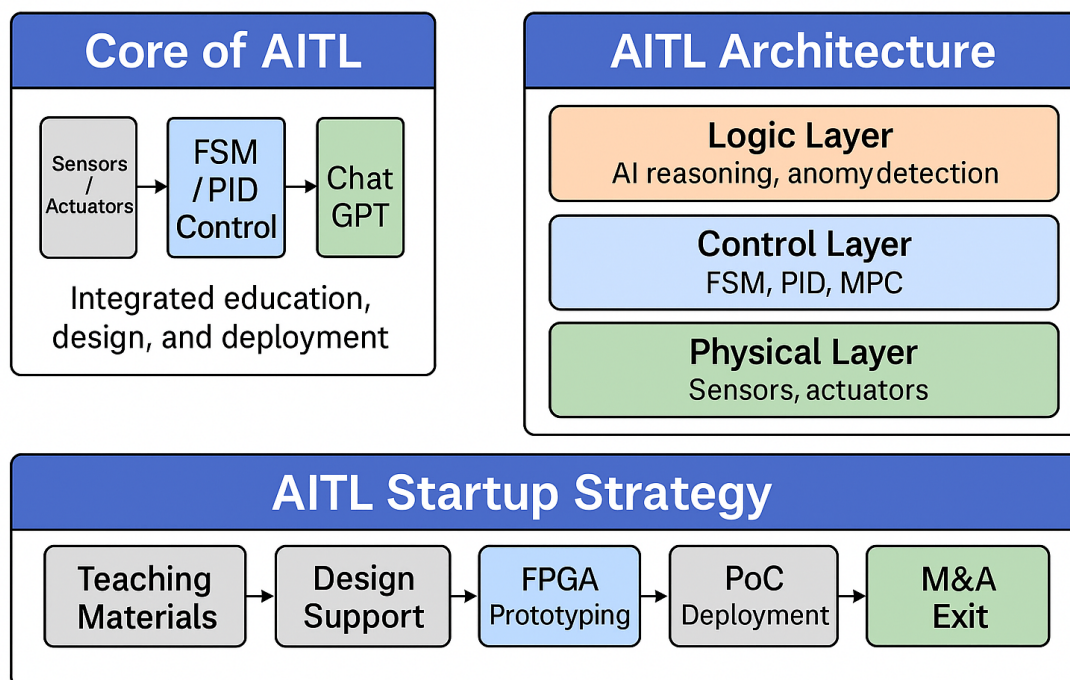 Core of AITL
Sensors
/
Actuators
FSM
/ PID
Control
Chat
GPT
Integrated education,
design, and deployment
AITL Architecture
Logic Layer
AI reasoning, anomy detection
Control Layer
FSM, PID, MPC
Physical Layer
Sensors, actuators
AITL Startup Strategy
Teaching
Materials
Design
Support
FPGA
Prototyping
PoC
Deployment
M&A
Exit